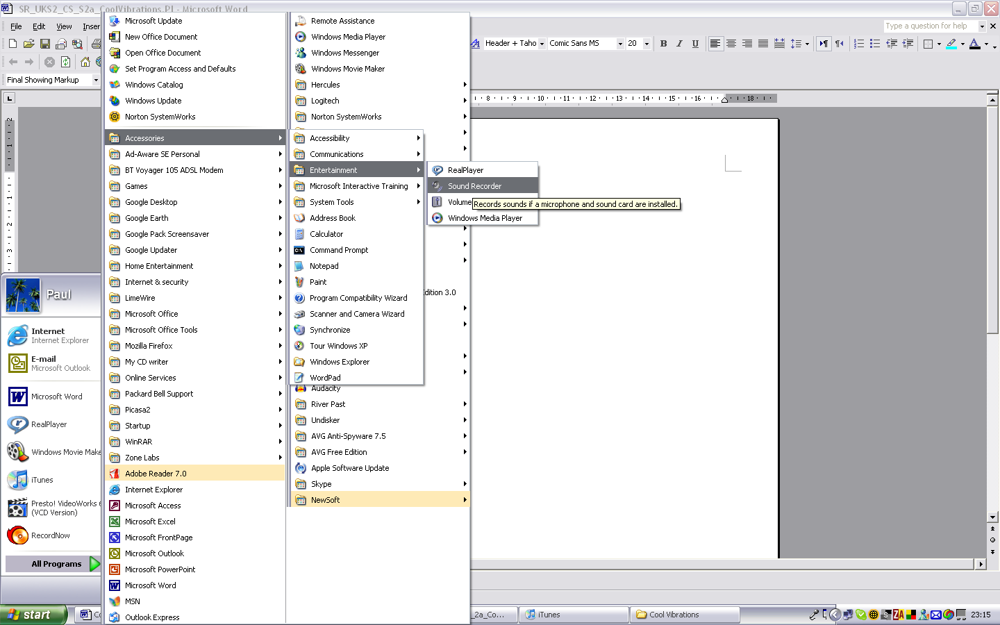 SR_UKS2_CS_S2a_CoolVibrations.P1 - Microsoft Word
File Edit View Inser
Type a question for help
Header + Taho Comic Sans MS 20 B I U
Final Showing Markup
L
8 9 10 11 12 13 14 15 16 18
2
1
1
2
3
Paul
Internet
Internet Explorer
E-mail
Microsoft Outlook
Microsoft Word
RealPlayer
Windows Movie Make
iTunes
Presto! VideoWorks 6
(VCD Version)
RecordNow
All Programs
Microsoft Update
New Office Document
Open Office Document
Set Program Access and Defaults
Windows Catalog
Windows Update
Norton SystemWorks
Accessories
Ad-Aware SE Personal
BT Voyager 105 ADSL Modem
Games
Google Desktop
Google Earth
Google Pack Screensaver
Google Updater
Home Entertainment
Internet & security
LimeWire
Microsoft Office
Microsoft Office Tools
Mozilla Firefox
My CD writer
Online Services
Packard Bell Support
Picasa2
Startup
WinRAR
Zone Labs
Adobe Reader 7.0
Internet Explorer
Microsoft Access
Microsoft Excel
Microsoft FrontPage
Microsoft Outlook
Microsoft PowerPoint
Microsoft Word
MSN
Outlook Express
Remote Assistance
Windows Media Player
Windows Messenger
Windows Movie Maker
Hercules
Logitech
Norton SystemWorks
dition 3.0
Audacity
River Past
Undisker
AVG Anti-Spyware 7.5
AVG Free Edition
Apple Software Update
Skype
NewSoft
Accessibility
Communications
Entertainment
Microsoft Interactive Training
System Tools
Address Book
Calculator
Command Prompt
Notepad
Paint
Program Compatibility Wizard
Scanner and Camera Wizard
Synchronize
Tour Windows XP
Windows Explorer
WordPad
RealPlayer
Sound Recorder
Volume
Windows Media Player
Records sounds if a microphone and sound card are installed.
start Co _2a_Co... iTunes Cool Vibrations 23:15